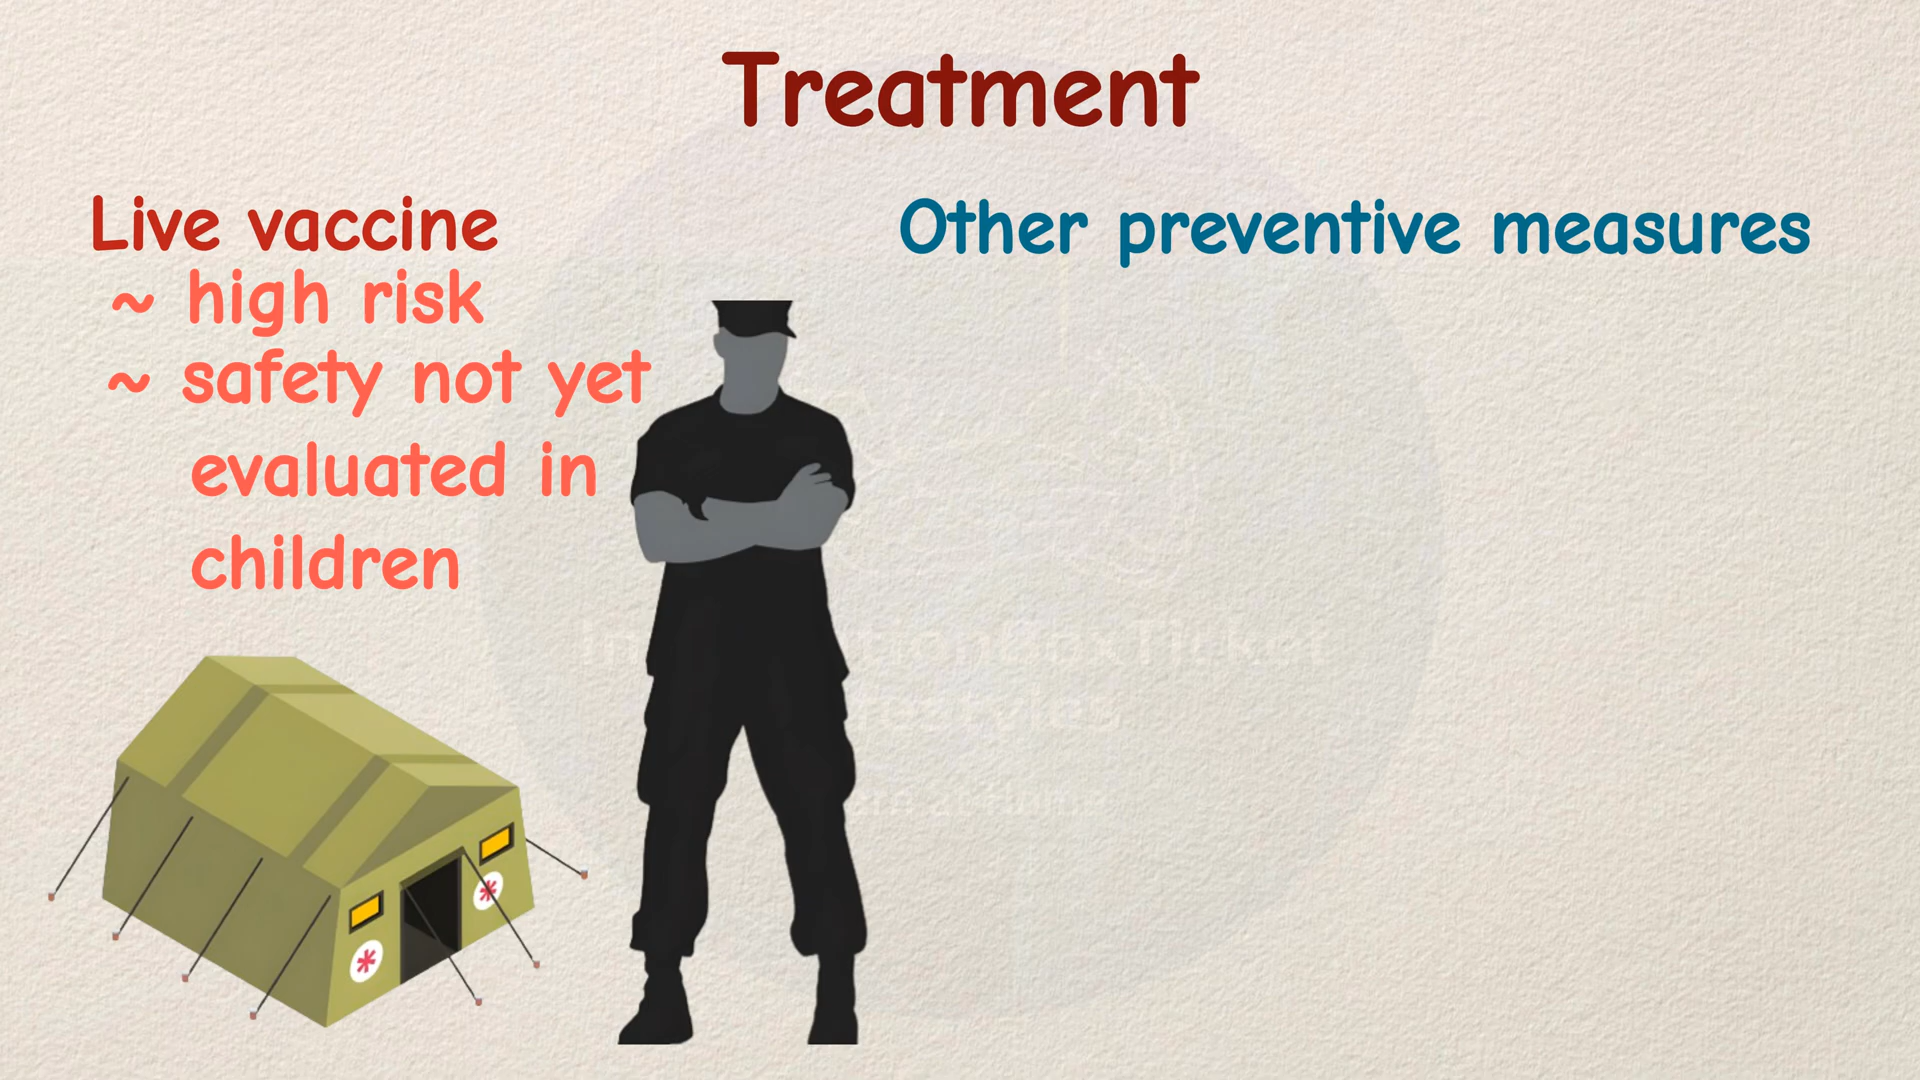 Treatment
Live vaccine
~ high risk
~ safety not yet
evaluated in
children
Other preventive measures